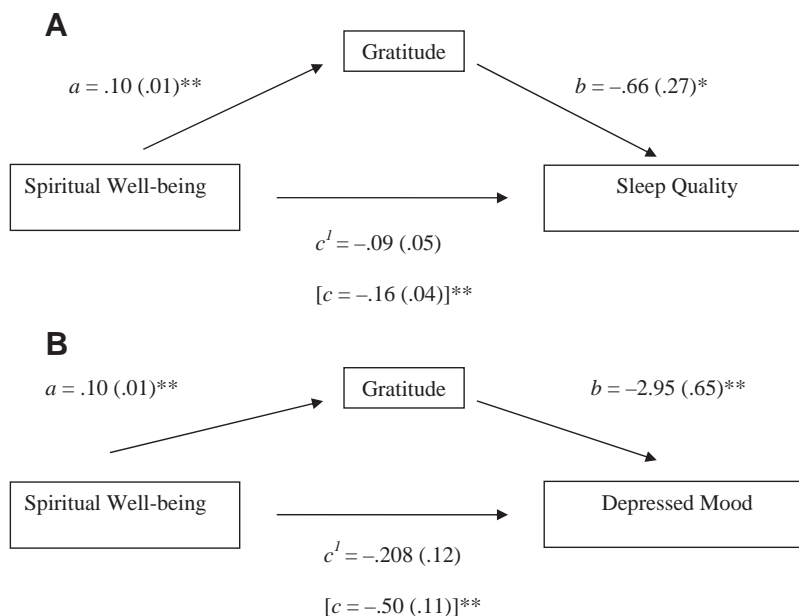 A
Gratitude
a = .10 (.01)**
b = –.66 (.27)*
Spiritual Well-being
Sleep Quality
c¹ = –.09 (.05)
[c = –.16 (.04)]**
B
a = .10 (.01)**
Gratitude
b = –2.95 (.65)**
Spiritual Well-being
Depressed Mood
c¹ = –.208 (.12)
[c = –.50 (.11)]**